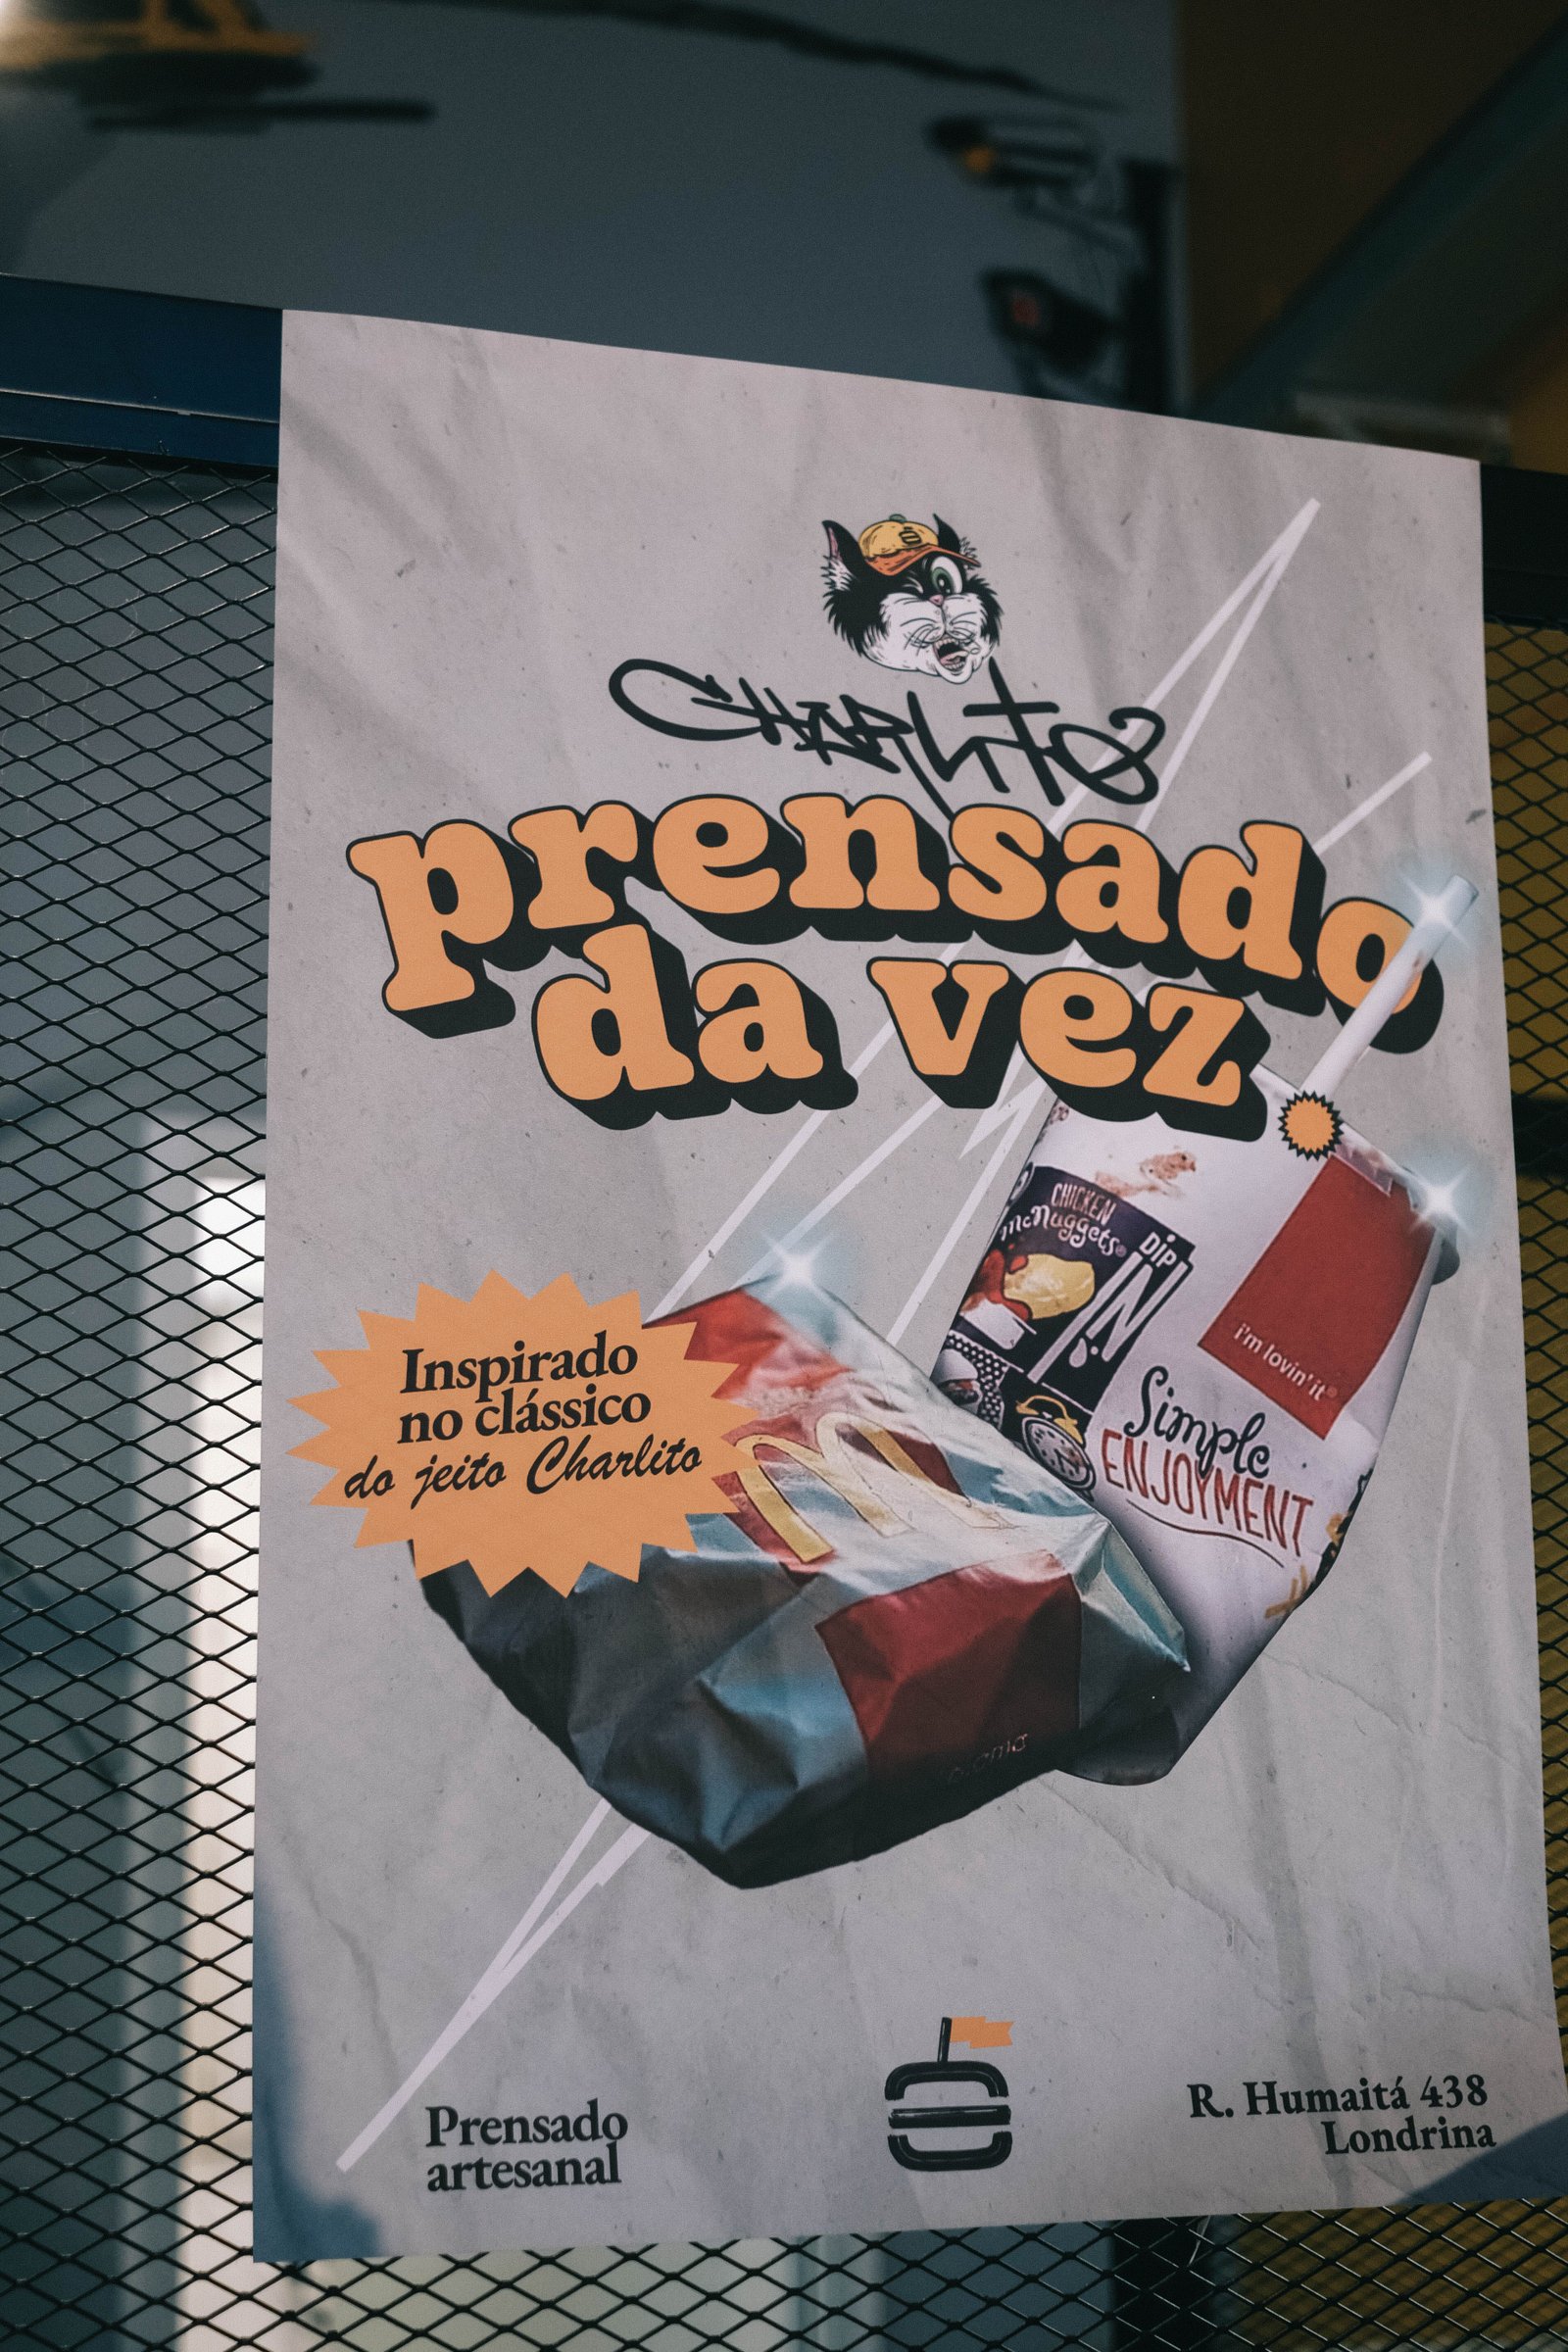 CHARLITO
prensado
da vez.
CHICKEN
McNuggets®
DIP
N
i'm lovin' it®
Simple
ENJOYMENT
Inspirado
no clássico
do jeito Charlito
M
Prensado
artesanal
R. Humaitá 438
Londrina